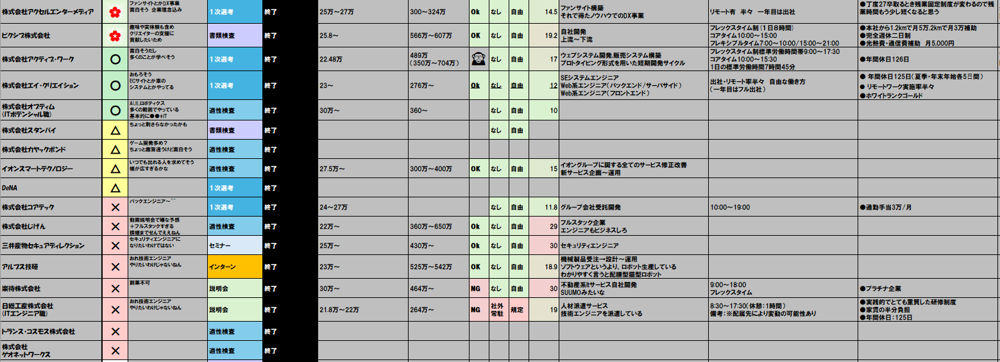 株式会社アクセルエンターメディア
ファンサイトとかDX事業
面白そう 企業理念込み
1次選考
終了
25万～27万
300～324万
Ok
なし
自由
14.5
ファンサイト構築
それで得たノウハウでのDX事業
リモート有 半々 一年目は出社
●丁度27卒取るとき残業固定制度が変わるので残
業時間もう少し短くなると思う
ピクシブ株式会社
趣味や実体験も含め
クリエイターの支援に
貢献したいため
書類検査
終了
25.8～
566万～607万
OK
なし
自由
19.2
自社開発
上流～下流
フレックスタイム制(1日8時間)
コアタイム10:00～15:00
フレキシブルタイム7:00～10:00/15:00～21:00
●本社から1.2kmで月5万.2kmで月3万補助
●完全週休二日制
●光熱費・通信費補助 月5,000円
株式会社アクティブ・ワーク
○
面白そうだし
多くのことが学べそう
1次選考
終了
22.48万
489万
(350万～704万)
なし
自由
17
ウェブシステム開発,販売システム構築
プロトタイピング形式を用いた短期開発サイクル
フレックスタイム制標準労働時間帯9:00～17:30
コアタイム10:00～15:30
1日の標準労働時間7時間45分
●年間休日126日
株式会社エイ・クリエイション
○
おもろそう
ECサイトとか車の
システムとかやってる
1次選考
終了
23～
276万～
Ok
なし
自由
12
SEシステムエンジニア
Web系エンジニア(バックエンド/サーバサイド)
Web系エンジニア(フロントエンド)
出社・リモート率半々 自由な働き方
(一年目はフル出社)
● 年間休日125日(夏季・年末年始各5日間)
● リモートワーク実施率半々
●ホワイトランクゴールド
株式会社オプティム
(ITポテンシャル職)
○
Ai,It,ロボティクス
多くの範囲でやっている
基本的に●●×IT
適性検査
終了
30万～
360～
なし
自由
10
株式会社スタンバイ
△
ちょっと刺さらなかったかも
書類検査
終了
なし
自由
株式会社カヤックボンド
△
ゲーム開発多め?
ちょっと趣旨違うけど面白そう
適性検査
終了
イオンスマートテクノロジー
△
いつでも出れる人を求めてそう
幅が広すぎるかな
適性検査
終了
27.5万～
300万～400万
OK
なし
自由
15
イオングループに関する全てのサービス修正改善
新サービス企画～運用
DeNA
△
1次選考
終了
株式会社コアテック
×
バックエンジニア～^^
1次選考
終了
24～27万
なし
自由
11.8
グループ会社受託開発
10:00～19:00
●通勤手当3万/月
株式会社じげん
×
動画説明会で嫌な予感
+フルスタックすぎる
横幅までせんでええねん
適性検査
終了
22万～
360万～650万
Ok
なし
自由
29
フルスタック企業
エンジニアもビジネスしろ
三井産物セキュアディレクション
×
セキュリティエンジニアに
なりたいわけではない
セミナー
終了
25万～
430万～
Ok
なし
自由
30
セキュリティエンジニア
アルプス技研
×
おれ技術エンジニア
やりたいわけじゃないねん
インターン
終了
23万～
525万～542万
OK
なし
自由
18.9
機械製品受注→設計～運用
ソフトウェアというより、ロボット生産している
わかりやすく言うと配膳型猫型ロボット
楽待株式会社
×
副業不可
説明会
終了
30万～
464万～
NG
なし
自由
30
不動産系Itサービス自社開発
SUUMOみたいな
9:00～18:00
フレックスタイム
●プラチナ企業
日総工産株式会社
(ITエンジニア職)
×
おれ技術エンジニア
やりたいわけじゃないねん
説明会
終了
21.8万～22万
264万～
NG
社外
常駐
規定
19
人材派遣サービス
技術エンジニアを派遣している
8:30～17:30(休憩:1時間)
備考:※配属先により変動の可能性あり
●実践的でとても重質した研修制度
●家賃の半分負担
●年間休日:125日
トランス・コスモス株式会社
×
適性検査
終了
株式会社
ゲオネットワークス
×
適性検査
終了